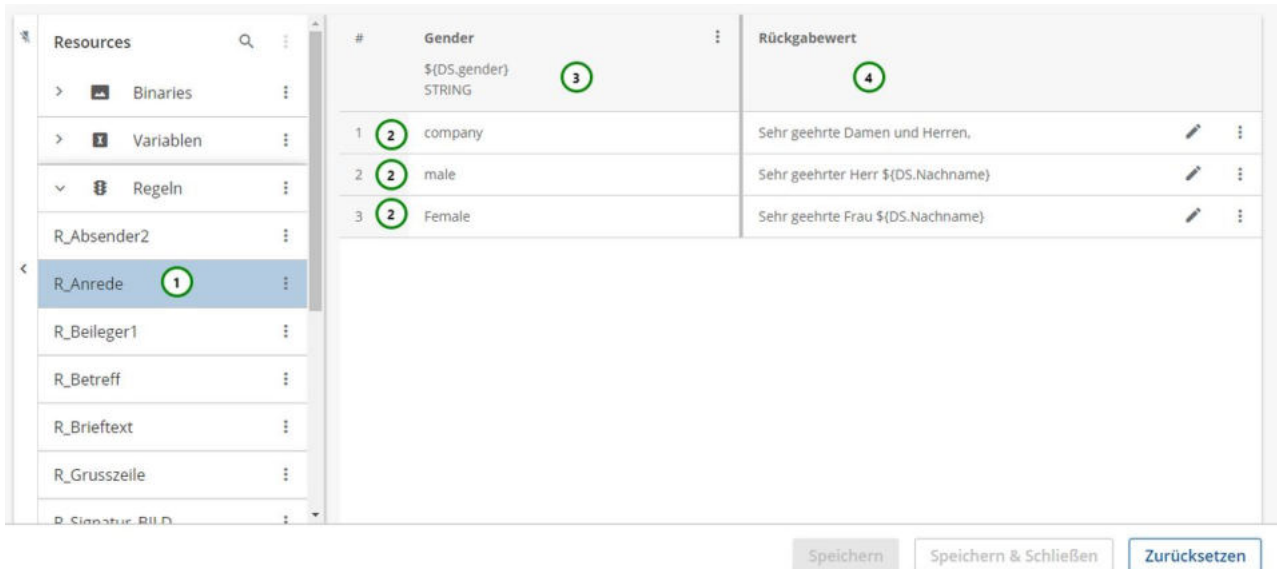 Resources
Binaries
Variablen
Regeln
R_Absender2
R_Anrede 1
R_Beileger1
R_Betreff
R_Brieftext
R_Grusszeile
R_Signatur_BILD
# Gender Rückgabewert
${DS.gender} 3 4
STRING
1 2 company Sehr geehrte Damen und Herren,
2 2 male Sehr geehrter Herr ${DS.Nachname}
3 2 Female Sehr geehrte Frau ${DS.Nachname}
Speichern Speichern & Schließen Zurücksetzen